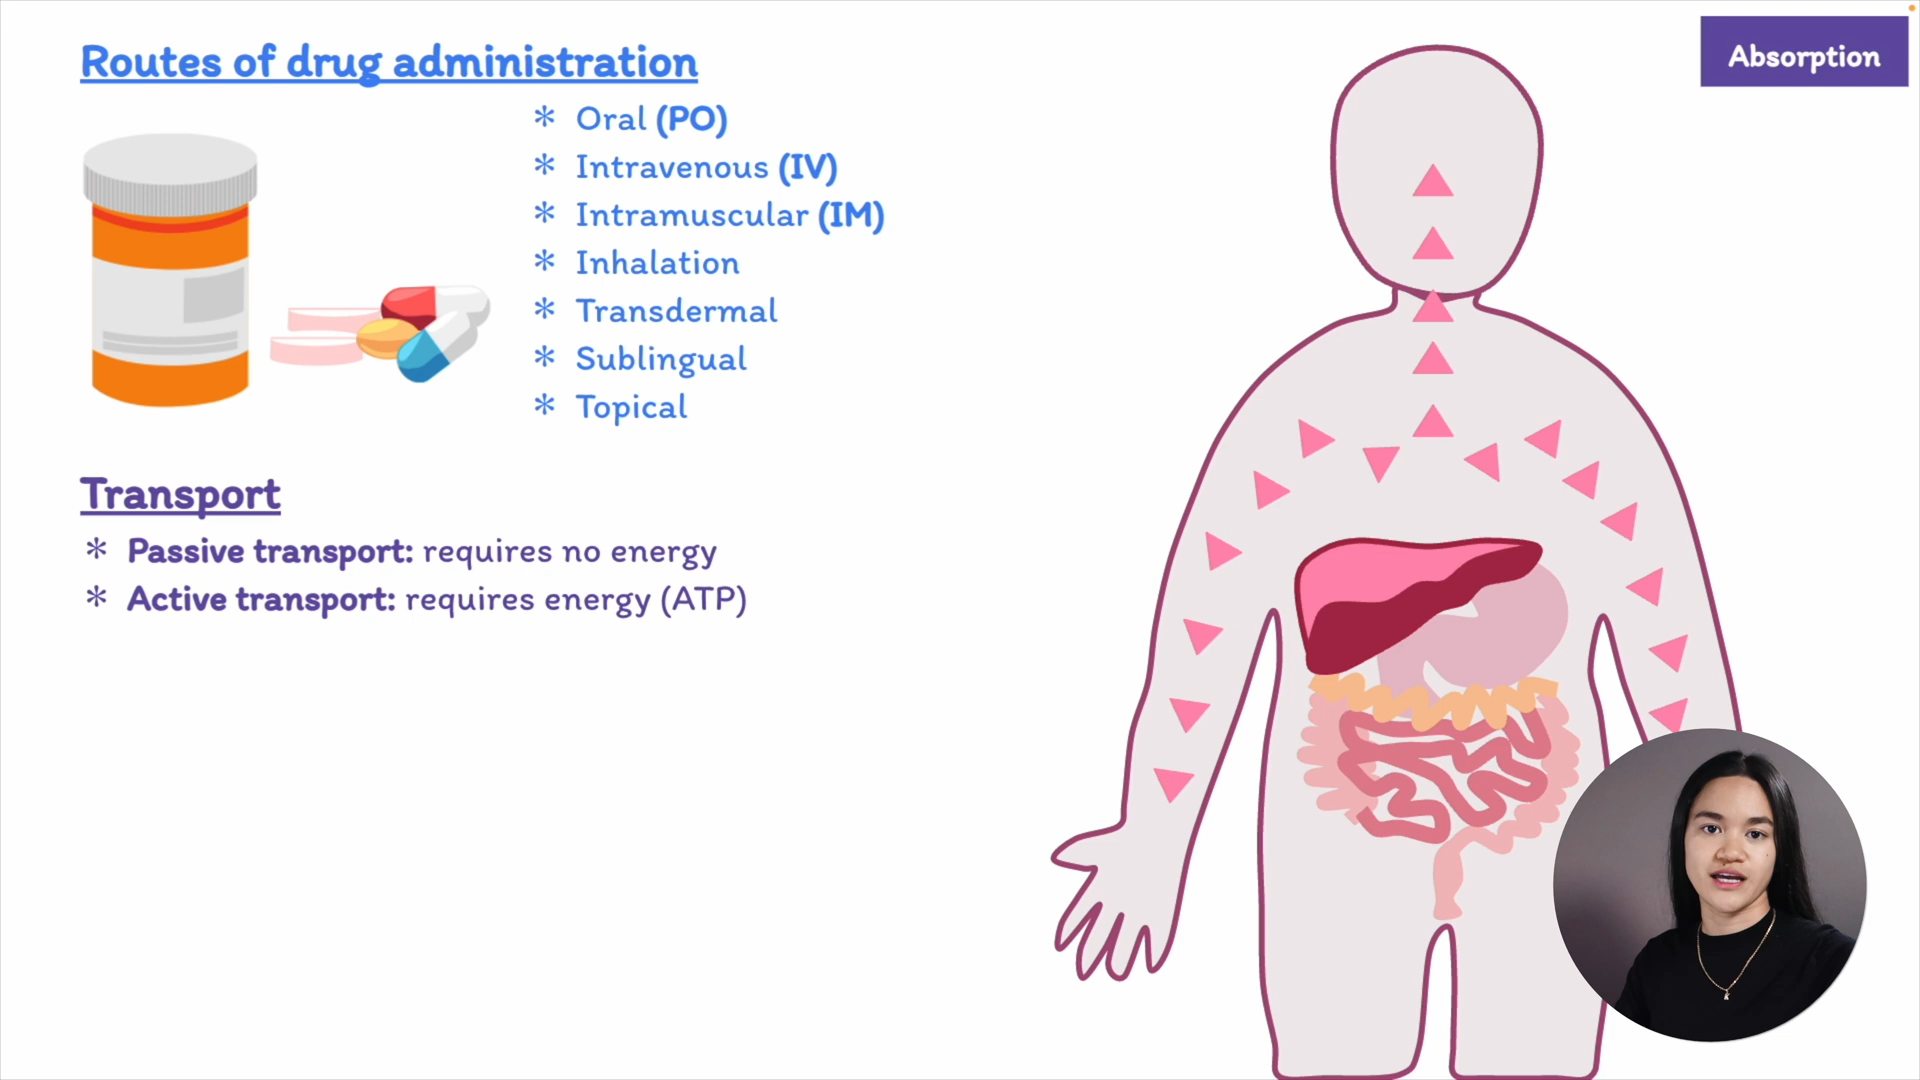 Routes of drug administration
Absorption
* Oral (PO)
* Intravenous (IV)
* Intramuscular (IM)
* Inhalation
* Transdermal
* Sublingual
* Topical
Transport
* Passive transport: requires no energy
* Active transport: requires energy (ATP)